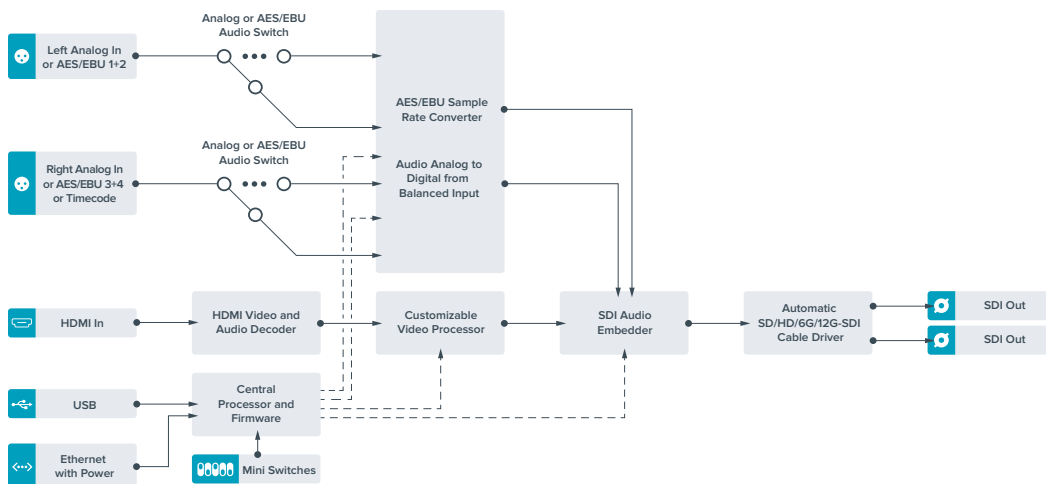 Analog or AES/EBU
Audio Switch
Left Analog In
or AES/EBU 1+2
AES/EBU Sample
Rate Converter
Analog or AES/EBU
Audio Switch
Right Analog In
or AES/EBU 3+4
or Timecode
Audio Analog to
Digital from
Balanced Input
HDMI In
HDMI Video and
Audio Decoder
Customizable
Video Processor
SDI Audio
Embedder
Automatic
SD/HD/6G/12G-SDI
Cable Driver
SDI Out
SDI Out
USB
Central
Processor and
Firmware
Ethernet
with Power
Mini Switches